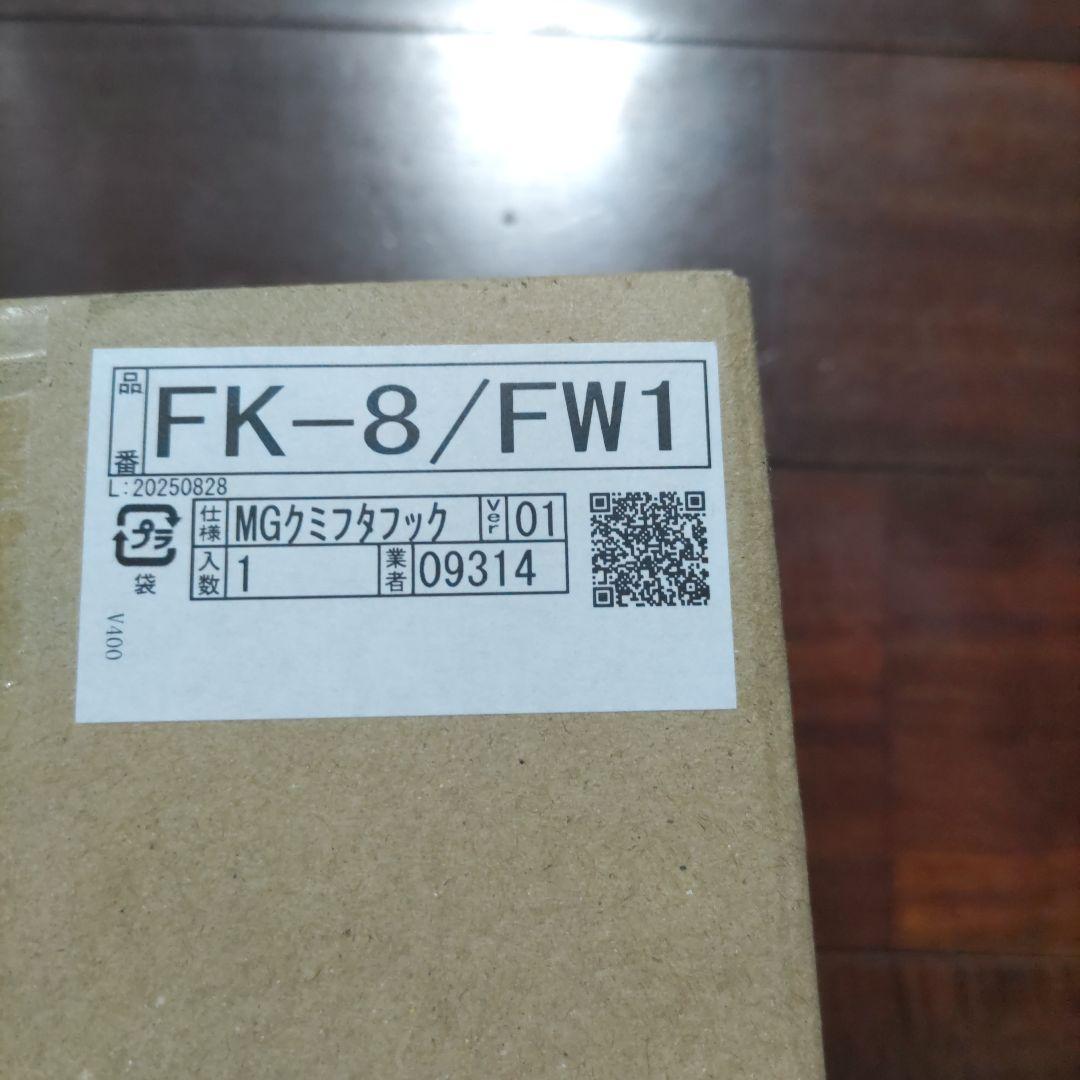 品番 FK-8/FW1
L:20250828
プラ 袋
仕様 MGクミフタフック Ver 01
入数 1 業者 09314
V400